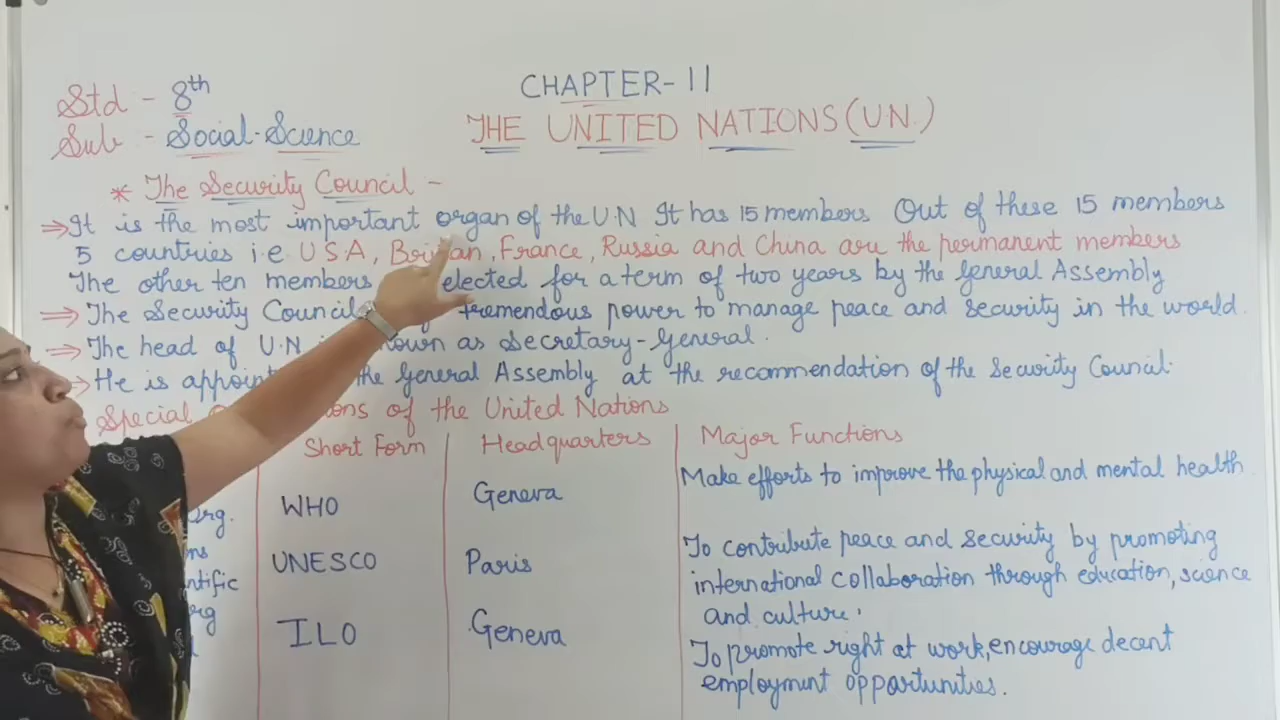 Std - 8th
CHAPTER-11
Sub - Social-Science
THE UNITED NATIONS (U.N.)
* The Security Council -
⇒ It is the most important organ of the U.N It has 15 members Out of these 15 members
5 countries i.e U S A, France, Russia and China are the permanent members
The other ten members elected for a term of two years by the General Assembly
⇒ The Security Council tremendous power to manage peace and security in the world.
⇒ The head of U.N as Secretary-General.
⇒ He is the General Assembly at the recommendation of the Security Council.
Special of the United Nations
Short Form Headquarters Major Functions
WHO Geneva Make efforts to improve the physical and mental health
UNESCO Paris To contribute peace and security by promoting
international collaboration through education, science
and culture.
ILO Geneva To promote right at work, encourage decent
employment opportunities.